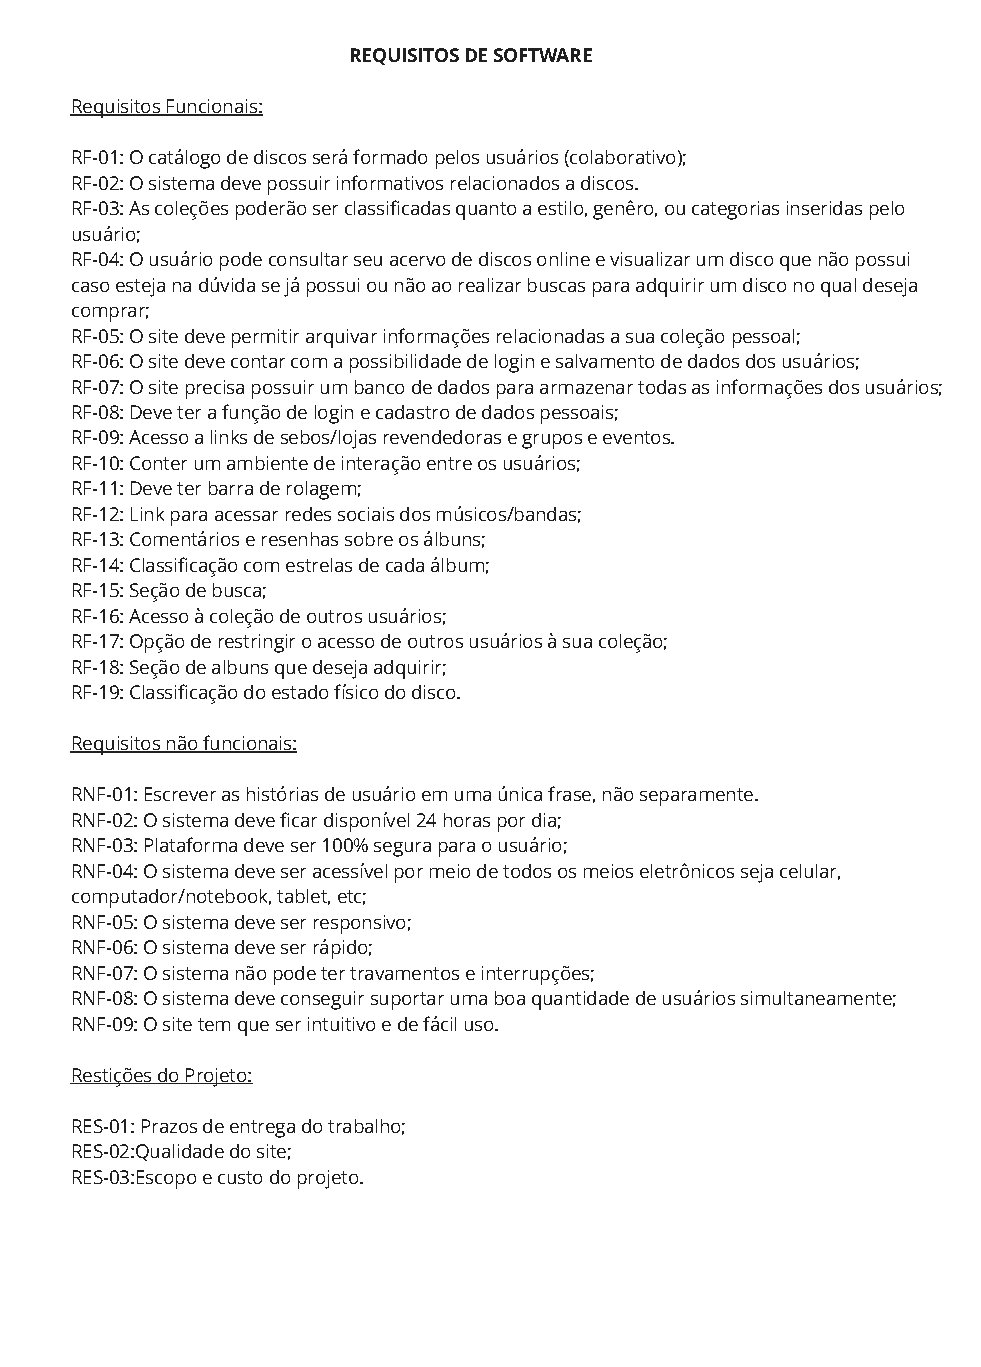 REQUISITOS DE SOFTWARE
Requisitos Funcionais:
RF-01: O catálogo de discos será formado pelos usuários (colaborativo);
RF-02: O sistema deve possuir informativos relacionados a discos.
RF-03: As coleções poderão ser classificadas quanto a estilo, genêro, ou categorias inseridas pelo
usuário;
RF-04: O usuário pode consultar seu acervo de discos online e visualizar um disco que não possui
caso esteja na dúvida se já possui ou não ao realizar buscas para adquirir um disco no qual deseja
comprar;
RF-05: O site deve permitir arquivar informações relacionadas a sua coleção pessoal;
RF-06: O site deve contar com a possibilidade de login e salvamento de dados dos usuários;
RF-07: O site precisa possuir um banco de dados para armazenar todas as informações dos usuários;
RF-08: Deve ter a função de login e cadastro de dados pessoais;
RF-09: Acesso a links de sebos/lojas revendedoras e grupos e eventos.
RF-10: Conter um ambiente de interação entre os usuários;
RF-11: Deve ter barra de rolagem;
RF-12: Link para acessar redes sociais dos músicos/bandas;
RF-13: Comentários e resenhas sobre os álbuns;
RF-14: Classificação com estrelas de cada álbum;
RF-15: Seção de busca;
RF-16: Acesso à coleção de outros usuários;
RF-17: Opção de restringir o acesso de outros usuários à sua coleção;
RF-18: Seção de albuns que deseja adquirir;
RF-19: Classificação do estado físico do disco.
Requisitos não funcionais:
RNF-01: Escrever as histórias de usuário em uma única frase, não separamente.
RNF-02: O sistema deve ficar disponível 24 horas por dia;
RNF-03: Plataforma deve ser 100% segura para o usuário;
RNF-04: O sistema deve ser acessível por meio de todos os meios eletrônicos seja celular,
computador/notebook, tablet, etc;
RNF-05: O sistema deve ser responsivo;
RNF-06: O sistema deve ser rápido;
RNF-07: O sistema não pode ter travamentos e interrupções;
RNF-08: O sistema deve conseguir suportar uma boa quantidade de usuários simultaneamente;
RNF-09: O site tem que ser intuitivo e de fácil uso.
Restições do Projeto:
RES-01: Prazos de entrega do trabalho;
RES-02:Qualidade do site;
RES-03:Escopo e custo do projeto.